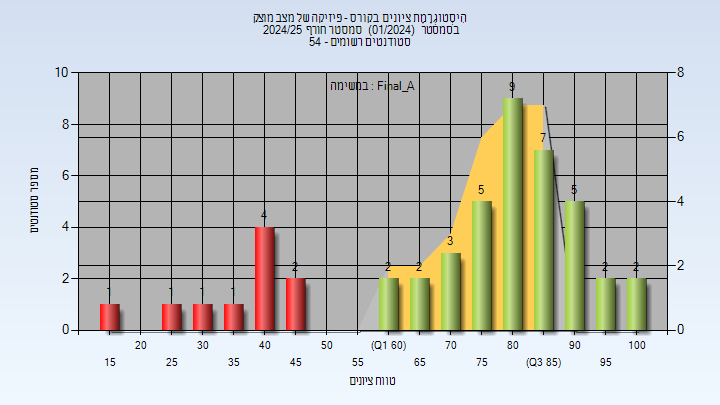 היסטוגרמת ציונים בקורס - פיזיקה של מצב מוצק
בסמסטר (01/2024) סמסטר חורף 2024/25
סטודנטים רשומים - 54
במשימה : Final_A
מספר סטודנטים
10 8 6 4 2 0
8 6 4 2 0
1 1 1 1 4 2 2 2 3 5 9 7 5 2 2
20 30 40 50 (Q1 60) 70 80 90 100
15 25 35 45 55 65 75 (Q3 85) 95
טווח ציונים